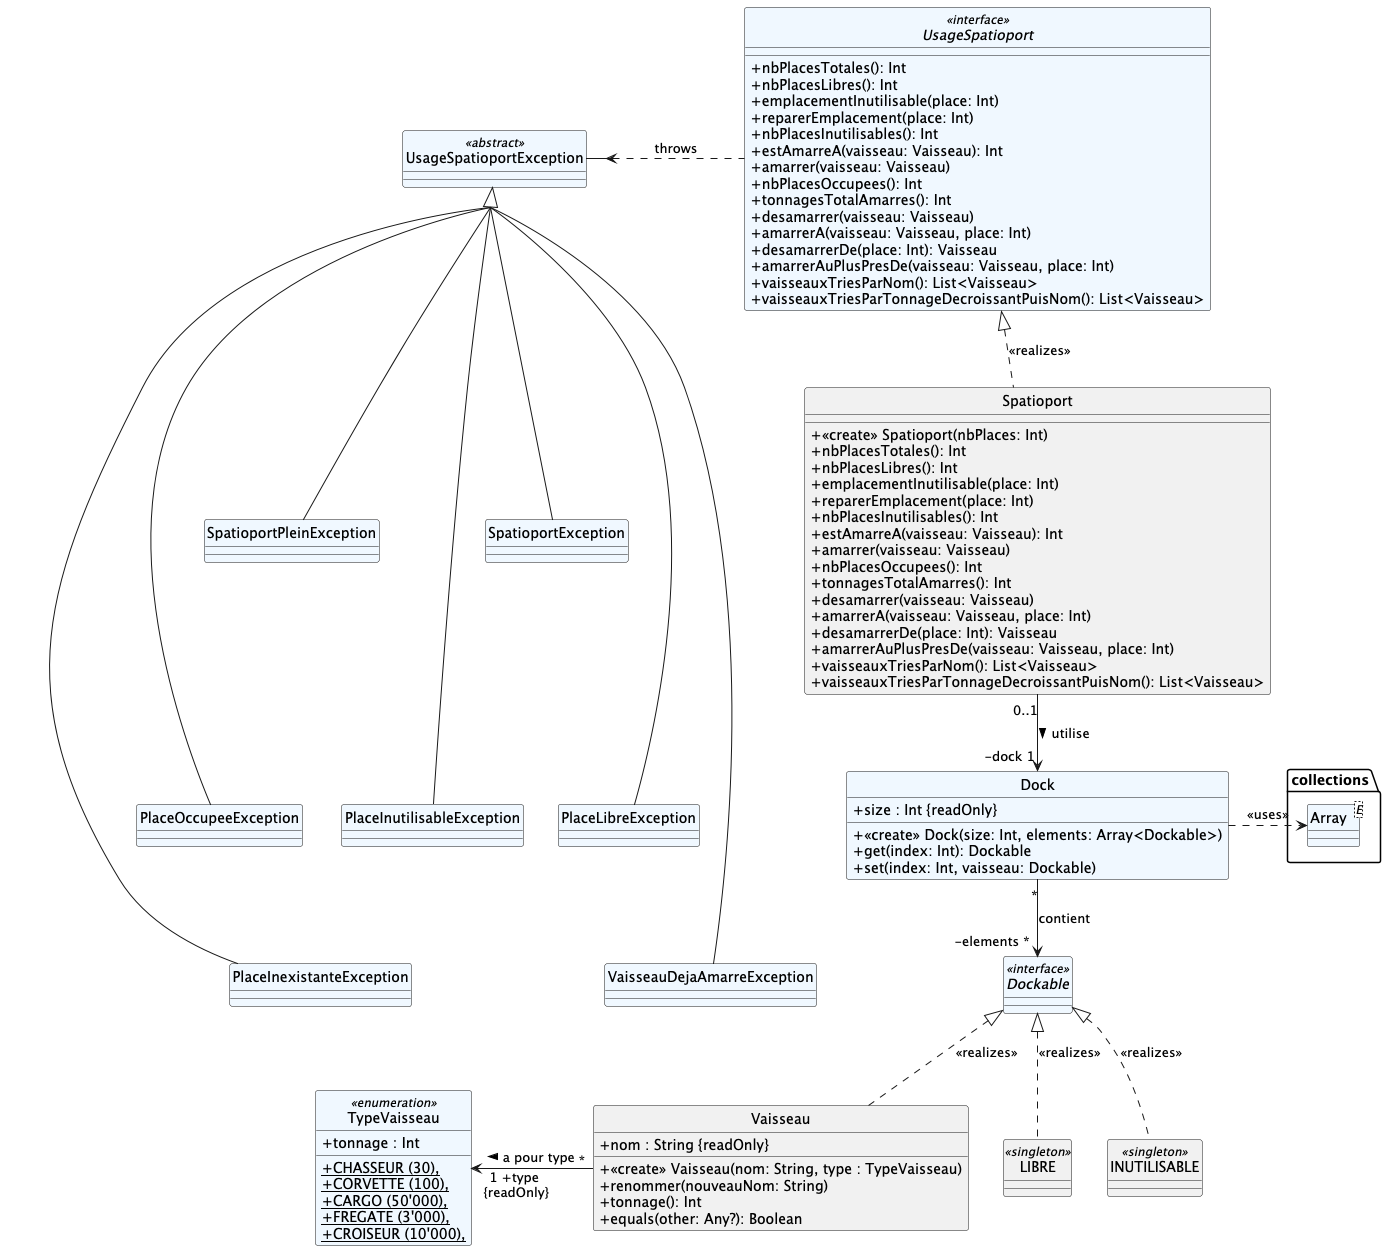 «interface»
UsageSpatioport
+nbPlacesTotales(): Int
+nbPlacesLibres(): Int
+emplacementInutilisable(place: Int)
+reparerEmplacement(place: Int)
+nbPlacesInutilisables(): Int
+estAmarreA(vaisseau: Vaisseau): Int
+amarrer(vaisseau: Vaisseau)
+nbPlacesOccupees(): Int
+tonnagesTotalAmarres(): Int
+desamarrer(vaisseau: Vaisseau)
+amarrerA(vaisseau: Vaisseau, place: Int)
+desamarrerDe(place: Int): Vaisseau
+amarrerAuPlusPresDe(vaisseau: Vaisseau, place: Int)
+vaisseauxTriesParNom(): List<Vaisseau>
+vaisseauxTriesParTonnageDecroissantPuisNom(): List<Vaisseau>
«abstract»
UsageSpatioportException
throws
«realizes»
Spatioport
+«create» Spatioport(nbPlaces: Int)
+nbPlacesTotales(): Int
+nbPlacesLibres(): Int
+emplacementInutilisable(place: Int)
+reparerEmplacement(place: Int)
+nbPlacesInutilisables(): Int
+estAmarreA(vaisseau: Vaisseau): Int
+amarrer(vaisseau: Vaisseau)
+nbPlacesOccupees(): Int
+tonnagesTotalAmarres(): Int
+desamarrer(vaisseau: Vaisseau)
+amarrerA(vaisseau: Vaisseau, place: Int)
+desamarrerDe(place: Int): Vaisseau
+amarrerAuPlusPresDe(vaisseau: Vaisseau, place: Int)
+vaisseauxTriesParNom(): List<Vaisseau>
+vaisseauxTriesParTonnageDecroissantPuisNom(): List<Vaisseau>
SpatioportPleinException
SpatioportException
0..1
utilise
-dock 1
PlaceOccupeeException
PlaceInutilisableException
PlaceLibreException
Dock
+size : Int {readOnly}
+«create» Dock(size: Int, elements: Array<Dockable>)
+get(index: Int): Dockable
+set(index: Int, vaisseau: Dockable)
«uses»
collections
Array
E
*
contient
-elements *
PlaceInexistanteException
VaisseauDejaAmarreException
«interface»
Dockable
«realizes»
«realizes»
«realizes»
«enumeration»
TypeVaisseau
+tonnage : Int
+CHASSEUR (30),
+CORVETTE (100),
+CARGO (50'000),
+FREGATE (3'000),
+CROISEUR (10'000),
a pour type *
1 +type
{readOnly}
Vaisseau
+nom : String {readOnly}
+«create» Vaisseau(nom: String, type : TypeVaisseau)
+renommer(nouveauNom: String)
+tonnage(): Int
+equals(other: Any?): Boolean
«singleton»
LIBRE
«singleton»
INUTILISABLE